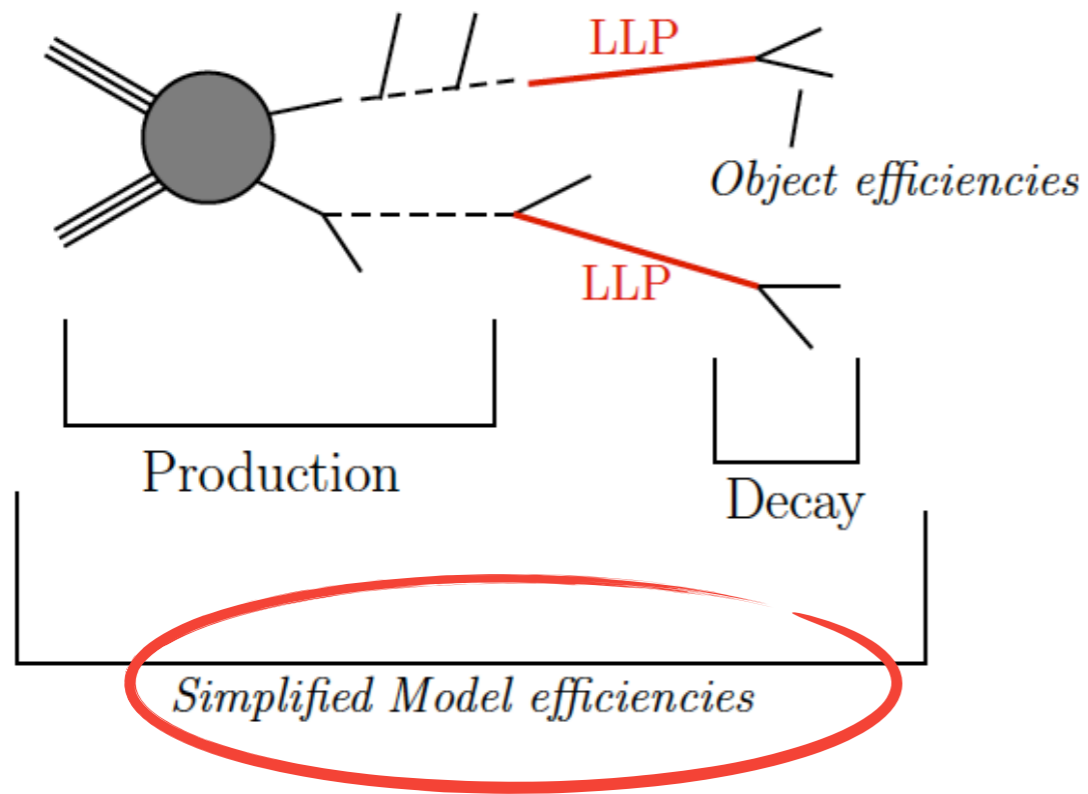 LLP
Object efficiencies
LLP
Production
Decay
Simplified Model efficiencies